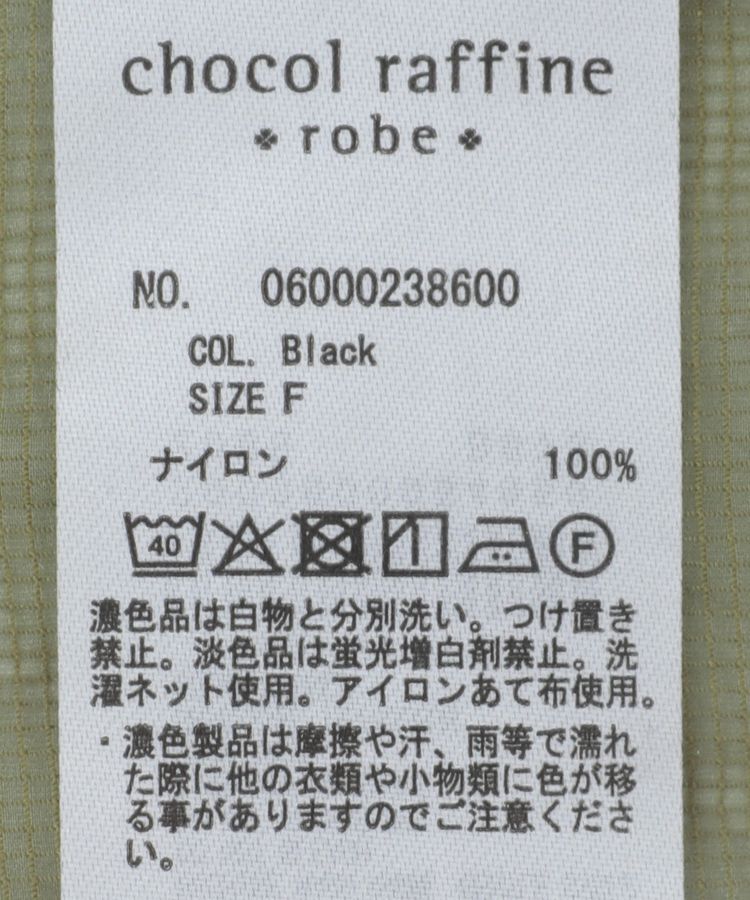 chocol raffine
robe
NO. 06000238600
COL. Black
SIZE F
ナイロン 100%
40 F
濃色品は白物と分別洗い。つけ置き
禁止。淡色品は蛍光増白剤禁止。洗
濯ネット使用。アイロンあて布使用。
・濃色製品は摩擦や汗、雨等で濡れ
た際に他の衣類や小物類に色が移
る事がありますのでご注意くださ
い。